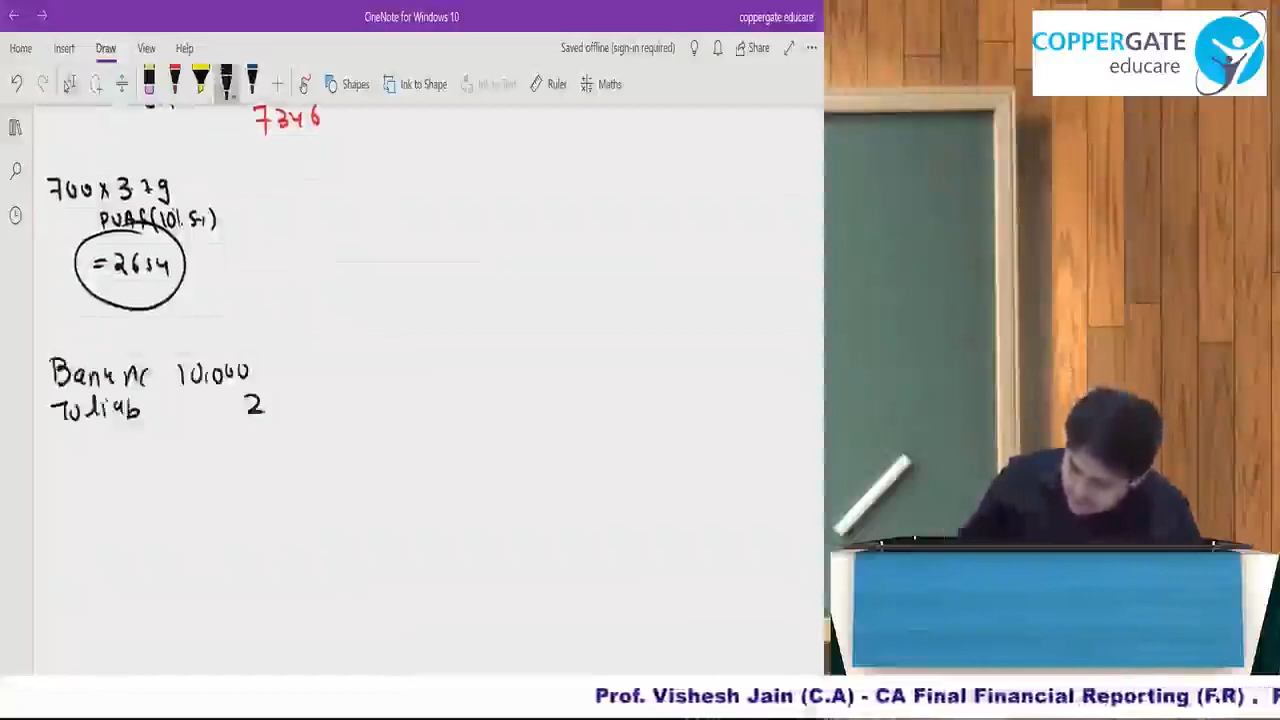 OneNote for Windows 10
coppergate educare
Home Insert Draw View Help
Saved offline (sign-in required)
Share
Shapes
Ink to Shape
Ink to Text
Ruler
Maths
COPPERGATE
educare
7346
700 x 3.79
PVAF(10%. 5y)
= 2654
Bank A/c 10,000
To liab 2
Prof. Vishesh Jain (C.A) - CA Final Financial Reporting (F.R) .